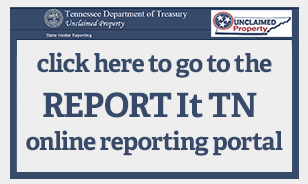 Tennessee Department of Treasury
Unclaimed Property
State Holder Reporting
UNCLAIMED
Property
click here to go to the
REPORT It TN
online reporting portal